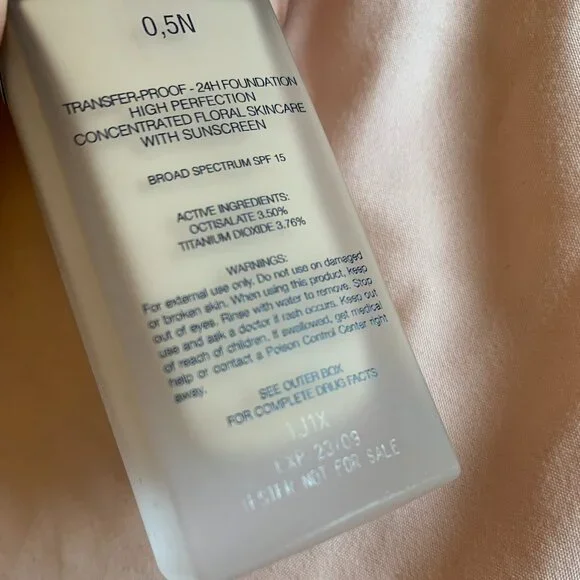 0,5N
TRANSFER-PROOF - 24H FOUNDATION
HIGH PERFECTION
CONCENTRATED FLORAL SKINCARE
WITH SUNSCREEN
BROAD SPECTRUM SPF 15
ACTIVE INGREDIENTS:
OCTISALATE 3.50%
TITANIUM DIOXIDE 3.76%
WARNINGS:
For external use only. Do not use on damaged
or broken skin. When using this product, keep
out of eyes. Rinse with water to remove. Stop
use and ask a doctor if rash occurs. Keep out
of reach of children. If swallowed, get medical
help or contact a Poison Control Center right
away.
SEE OUTER BOX
FOR COMPLETE DRUG FACTS
1J1X
EXP 23.09
NOT FOR SALE